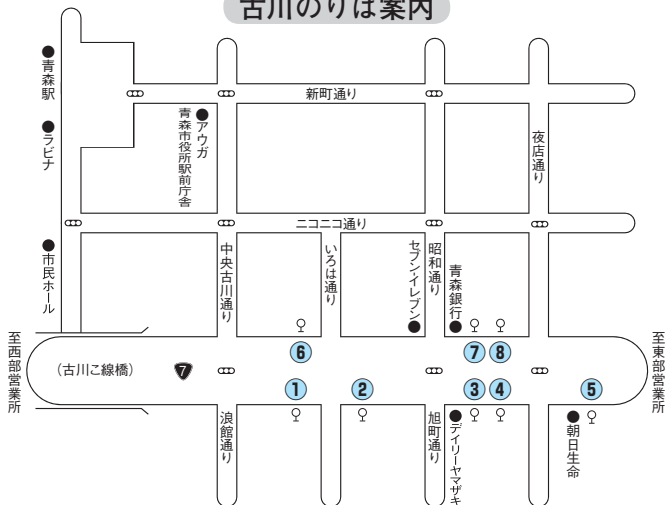 古川のりば案内
青森駅
新町通り
アウガ
青森市役所駅前庁舎
ラビナ
夜店通り
ニコニコ通り
市民ホール
中央古川通り
いろは通り
セブン-イレブン
昭和通り
青森銀行
至西部営業所
(古川こ線橋)
7
6
7
8
1
2
3
4
5
至東部営業所
浪館通り
旭町通り
デイリーヤマザキ
朝日生命